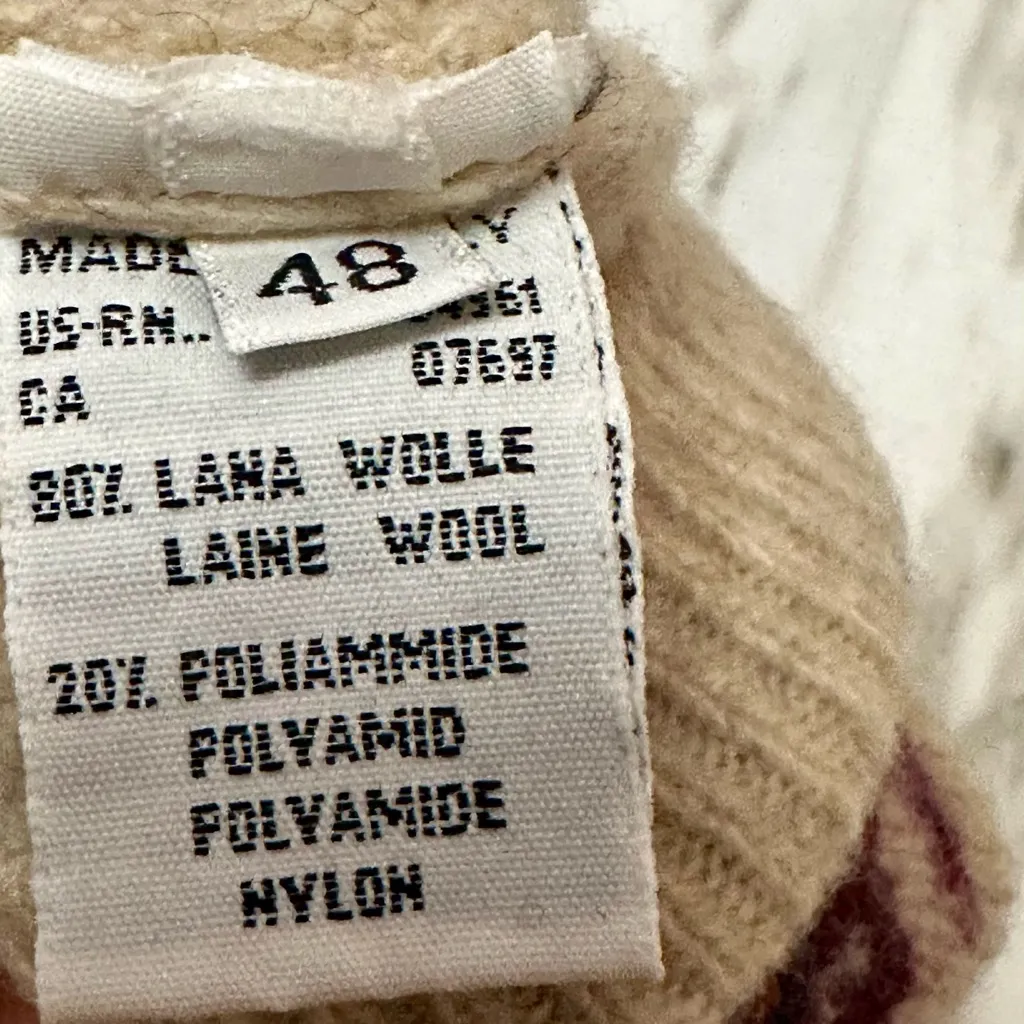 MADE
48
US-RN..
CA 07697
80% LANA WOLLE
LAINE WOOL
20% POLIAMMIDE
POLYAMID
POLYAMIDE
NYLON